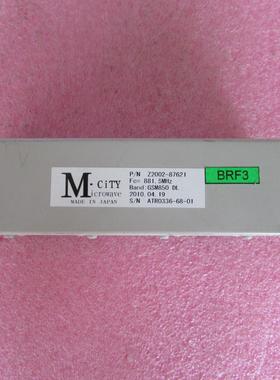 M·CiTY
Microwave
MADE IN JAPAN
P/N Z2002-87621
Fc= 881.5MHz
Band:GSM850 DL
2010.04.19
S/N ATR0336-68-01
BRF3